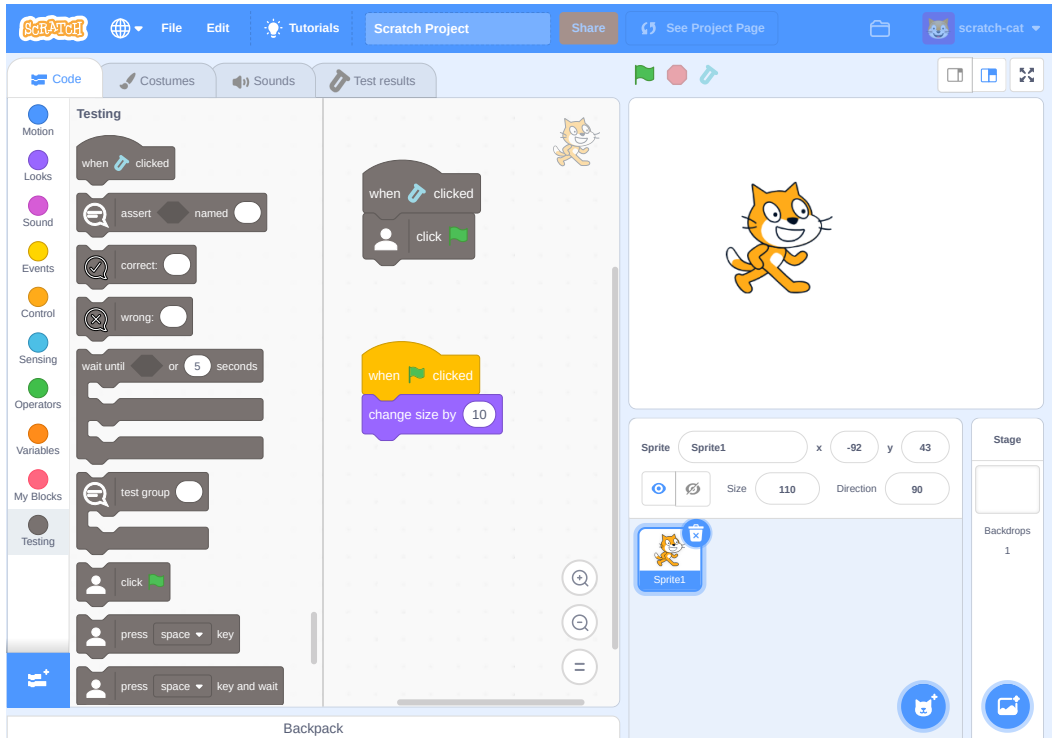 SCRATCH File Edit Tutorials Scratch Project Share See Project Page scratch-cat
Code Costumes Sounds Test results
Motion
Looks
Sound
Events
Control
Sensing
Operators
Variables
My Blocks
Testing
Testing
when clicked
assert named
correct:
wrong:
wait until or 5 seconds
test group
click
press space key
press space key and wait
when clicked
click
when clicked
change size by 10
Backpack
Sprite Sprite1 x -92 y 43
Size 110 Direction 90
Sprite1
Stage
Backdrops
1